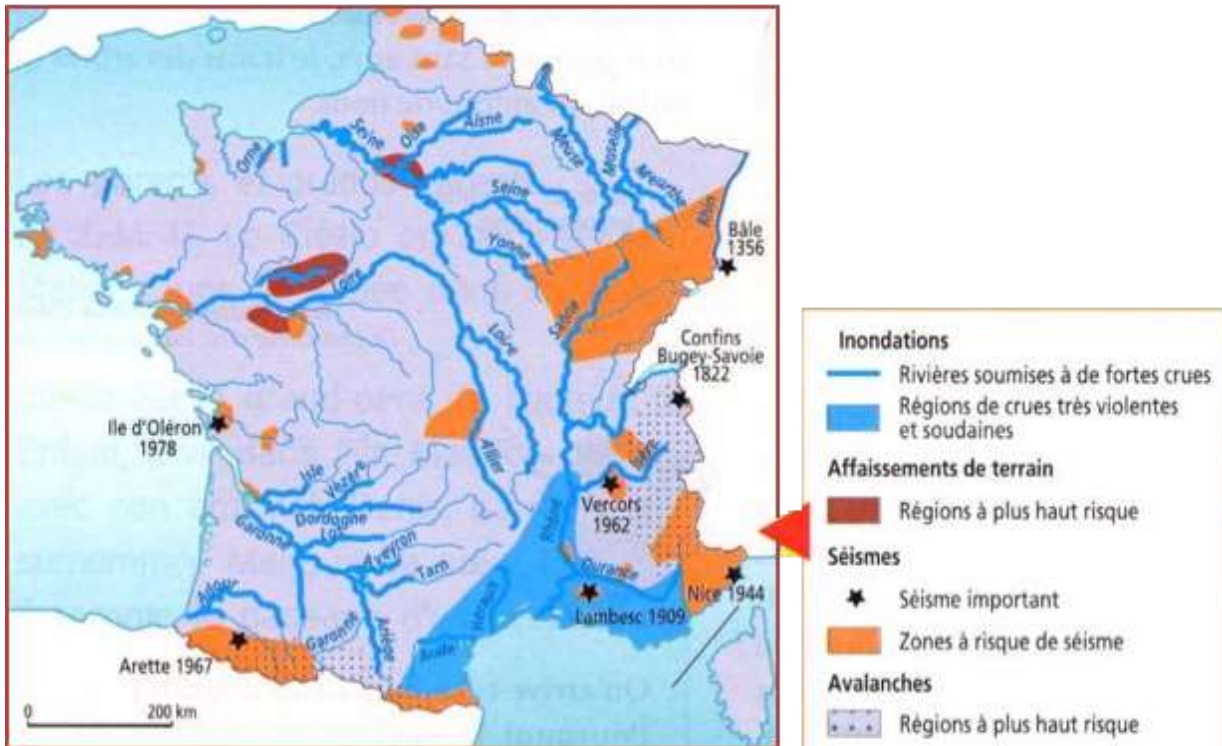 Seine
Oise
Aisne
Meuse
Moselle
Meurthe
Rhin
Orne
Seine
Yonne
Bâle
1356
Loire
Saône
Loire
Confins
Bugey-Savoie
1822
Ile d'Oléron
1978
Allier
Isère
Isle
Vézère
Dordogne
Lot
Vercors
1962
Garonne
Aveyron
Tarn
Rhône
Durance
Adour
Garonne
Ariège
Aude
Hérault
Lambesc 1909
Nice 1944
Arette 1967
0 200 km
Inondations
Rivières soumises à de fortes crues
Régions de crues très violentes
et soudaines
Affaissements de terrain
Régions à plus haut risque
Séismes
Séisme important
Zones à risque de séisme
Avalanches
Régions à plus haut risque